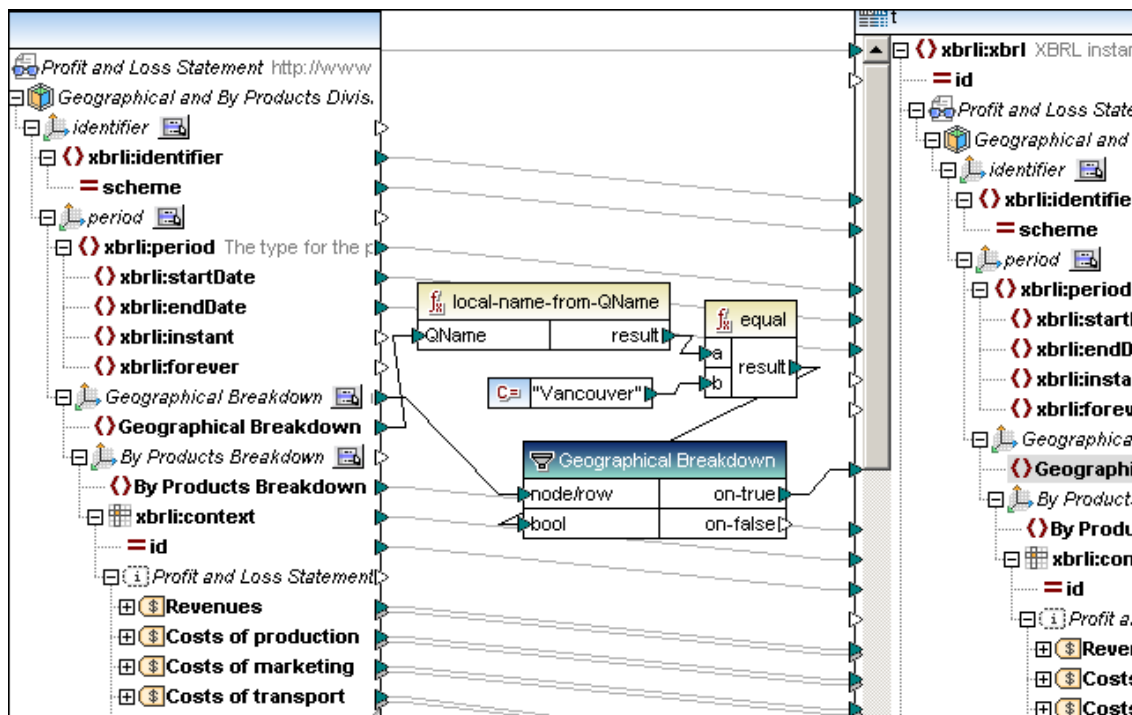 Profit and Loss Statement http://www
Geographical and By Products Divis.
identifier
xbrli:identifier
= scheme
period
xbrli:period The type for the p
xbrli:startDate
xbrli:endDate
xbrli:instant
xbrli:forever
Geographical Breakdown
Geographical Breakdown
By Products Breakdown
By Products Breakdown
xbrli:context
= id
Profit and Loss Statement
Revenues
Costs of production
Costs of marketing
Costs of transport
local-name-from-QName
QName result
C= "Vancouver"
equal
a
b
result
Geographical Breakdown
node/row on-true
bool on-false
t
xbrli:xbrl XBRL instan
= id
Profit and Loss State
Geographical and
identifier
xbrli:identifie
= scheme
period
xbrli:period
xbrli:startl
xbrli:endD
xbrli:insta
xbrli:forev
Geographica
Geographi
By Product:
By Produ
xbrli:con
= id
Profit a.
Rever
Costs
Costs